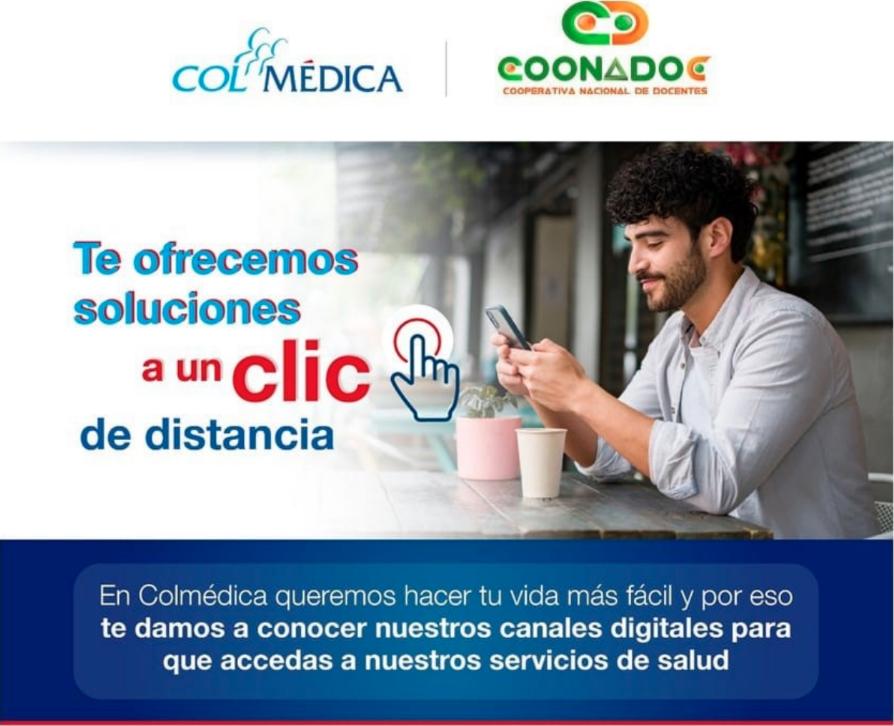 COLMÉDICA
COONADOC
COOPERATIVA NACIONAL DE DOCENTES
Te ofrecemos
soluciones
a un clic
de distancia
En Colmédica queremos hacer tu vida más fácil y por eso
te damos a conocer nuestros canales digitales para
que accedas a nuestros servicios de salud